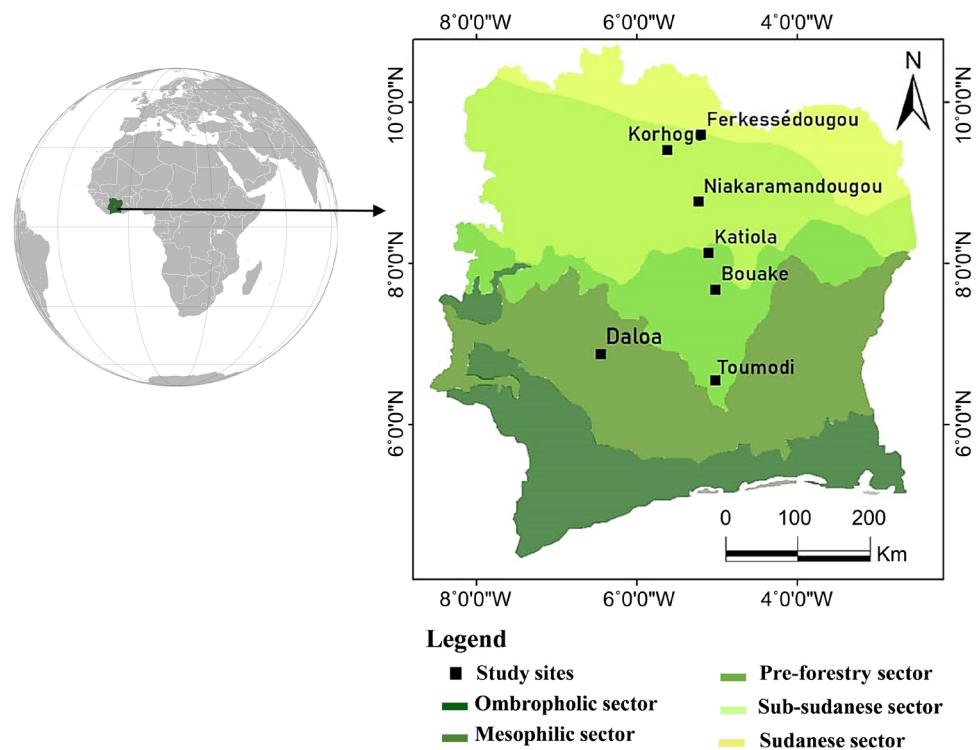 8°0'0"W 6°0'0"W 4°0'0"W
N
10°0'0"N
10°0'0"N
Ferkessédougou
Korhog
Niakaramandougou
Katiola
8°0'0"N
8°0'0"N
Bouake
Daloa
Toumodi
6°0'0"N
6°0'0"N
0 100 200
Km
8°0'0"W 6°0'0"W 4°0'0"W
Legend
Study sites
Ombropholic sector
Mesophilic sector
Pre-forestry sector
Sub-sudanese sector
Sudanese sector